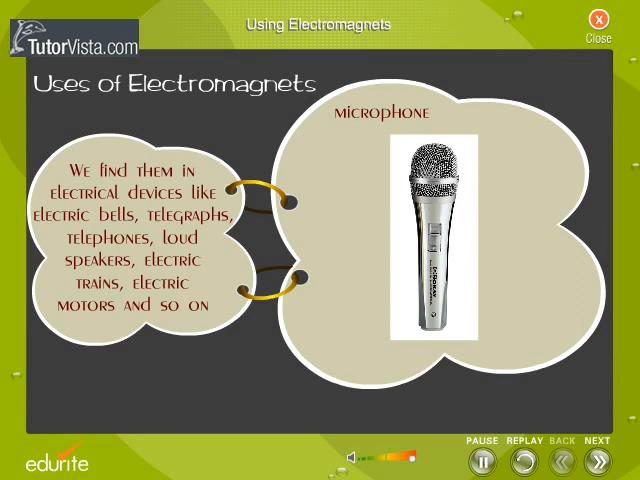 Using Electromagnets
Close
TutorVista.com
Uses of Electromagnets
microphone
We find them in
electrical devices like
electric bells, telegraphs,
telephones, loud
speakers, electric
trains, electric
motors and so on
PAUSE REPLAY BACK NEXT
edurite